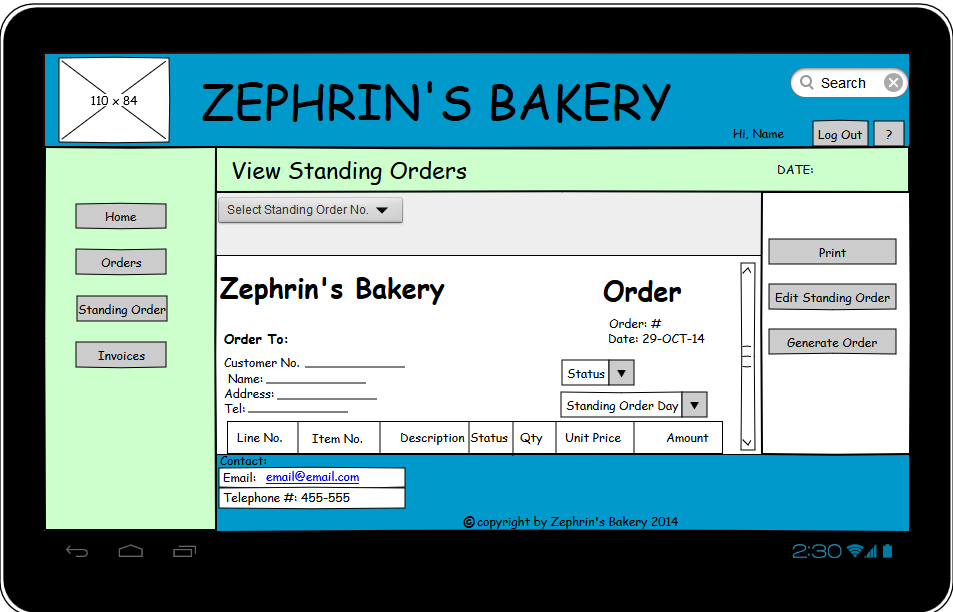 110 x 84
ZEPHRIN'S BAKERY
Search
Hi, Name
Log Out
?
View Standing Orders
DATE:
Home
Orders
Standing Order
Invoices
Select Standing Order No.
Print
Edit Standing Order
Generate Order
Zephrin's Bakery
Order
Order: #
Date: 29-OCT-14
Order To:
Customer No.
Name:
Address:
Tel:
Status
Standing Order Day
Line No. Item No. Description Status Qty Unit Price Amount
Contact:
Email: email@email.com
Telephone #: 455-555
© copyright by Zephrin's Bakery 2014
2:30